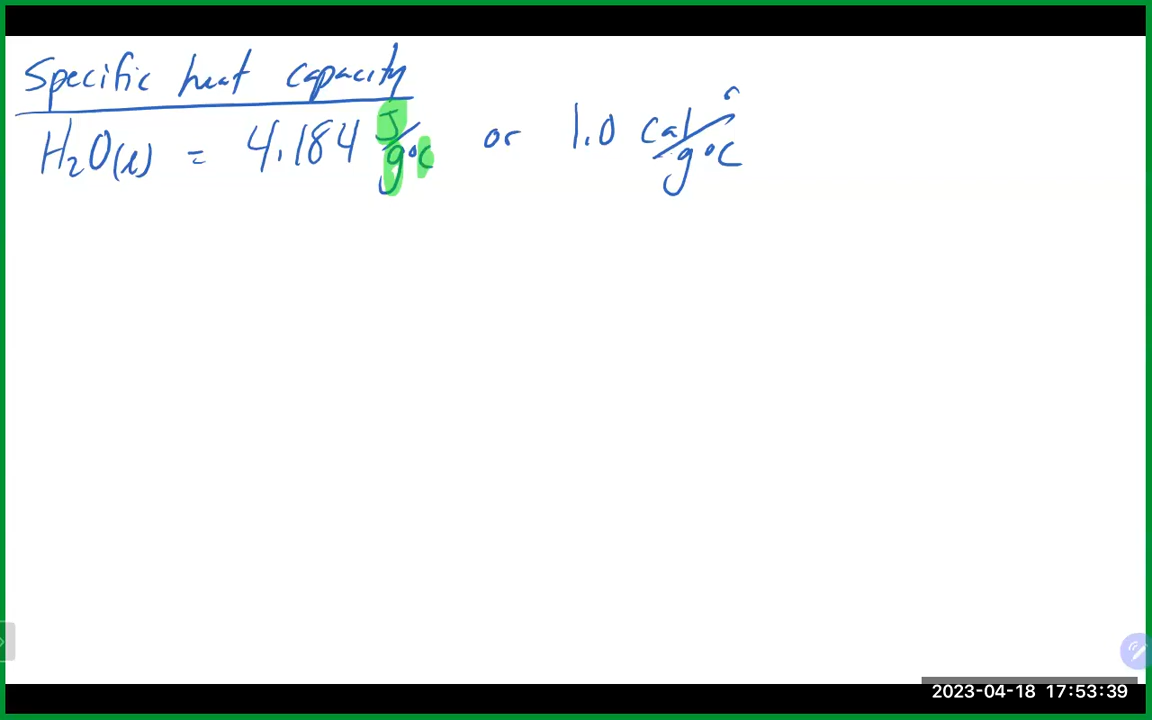 Specific heat capacity
H₂O(l) = 4.184 J/g°C or 1.0 cal/g°C
2023-04-18 17:53:39